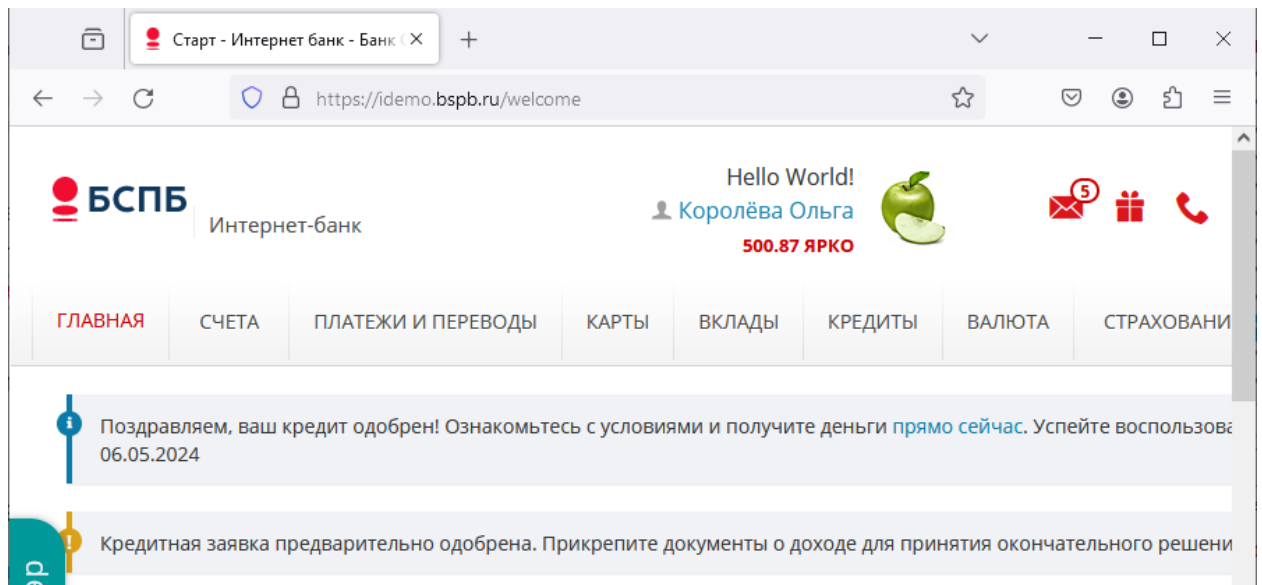 Старт - Интернет банк - Банк
https://idemo.bspb.ru/welcome
БСПБ
Интернет-банк
Hello World!
Королёва Ольга
500.87 ЯРКО
5
ГЛАВНАЯ СЧЕТА ПЛАТЕЖИ И ПЕРЕВОДЫ КАРТЫ ВКЛАДЫ КРЕДИТЫ ВАЛЮТА СТРАХОВАНИ
Поздравляем, ваш кредит одобрен! Ознакомьтесь с условиями и получите деньги прямо сейчас. Успейте воспользова
06.05.2024
Кредитная заявка предварительно одобрена. Прикрепите документы о доходе для принятия окончательного решени